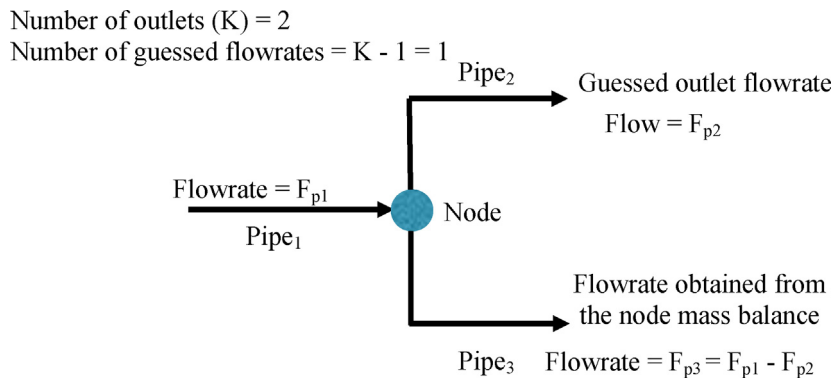 Number of outlets (K) = 2
Number of guessed flowrates = K - 1 = 1
Pipe₂
Guessed outlet flowrate
Flow = Fₚ₂
Flowrate = Fₚ₁
Pipe₁
Node
Flowrate obtained from
the node mass balance
Pipe₃
Flowrate = Fₚ₃ = Fₚ₁ - Fₚ₂